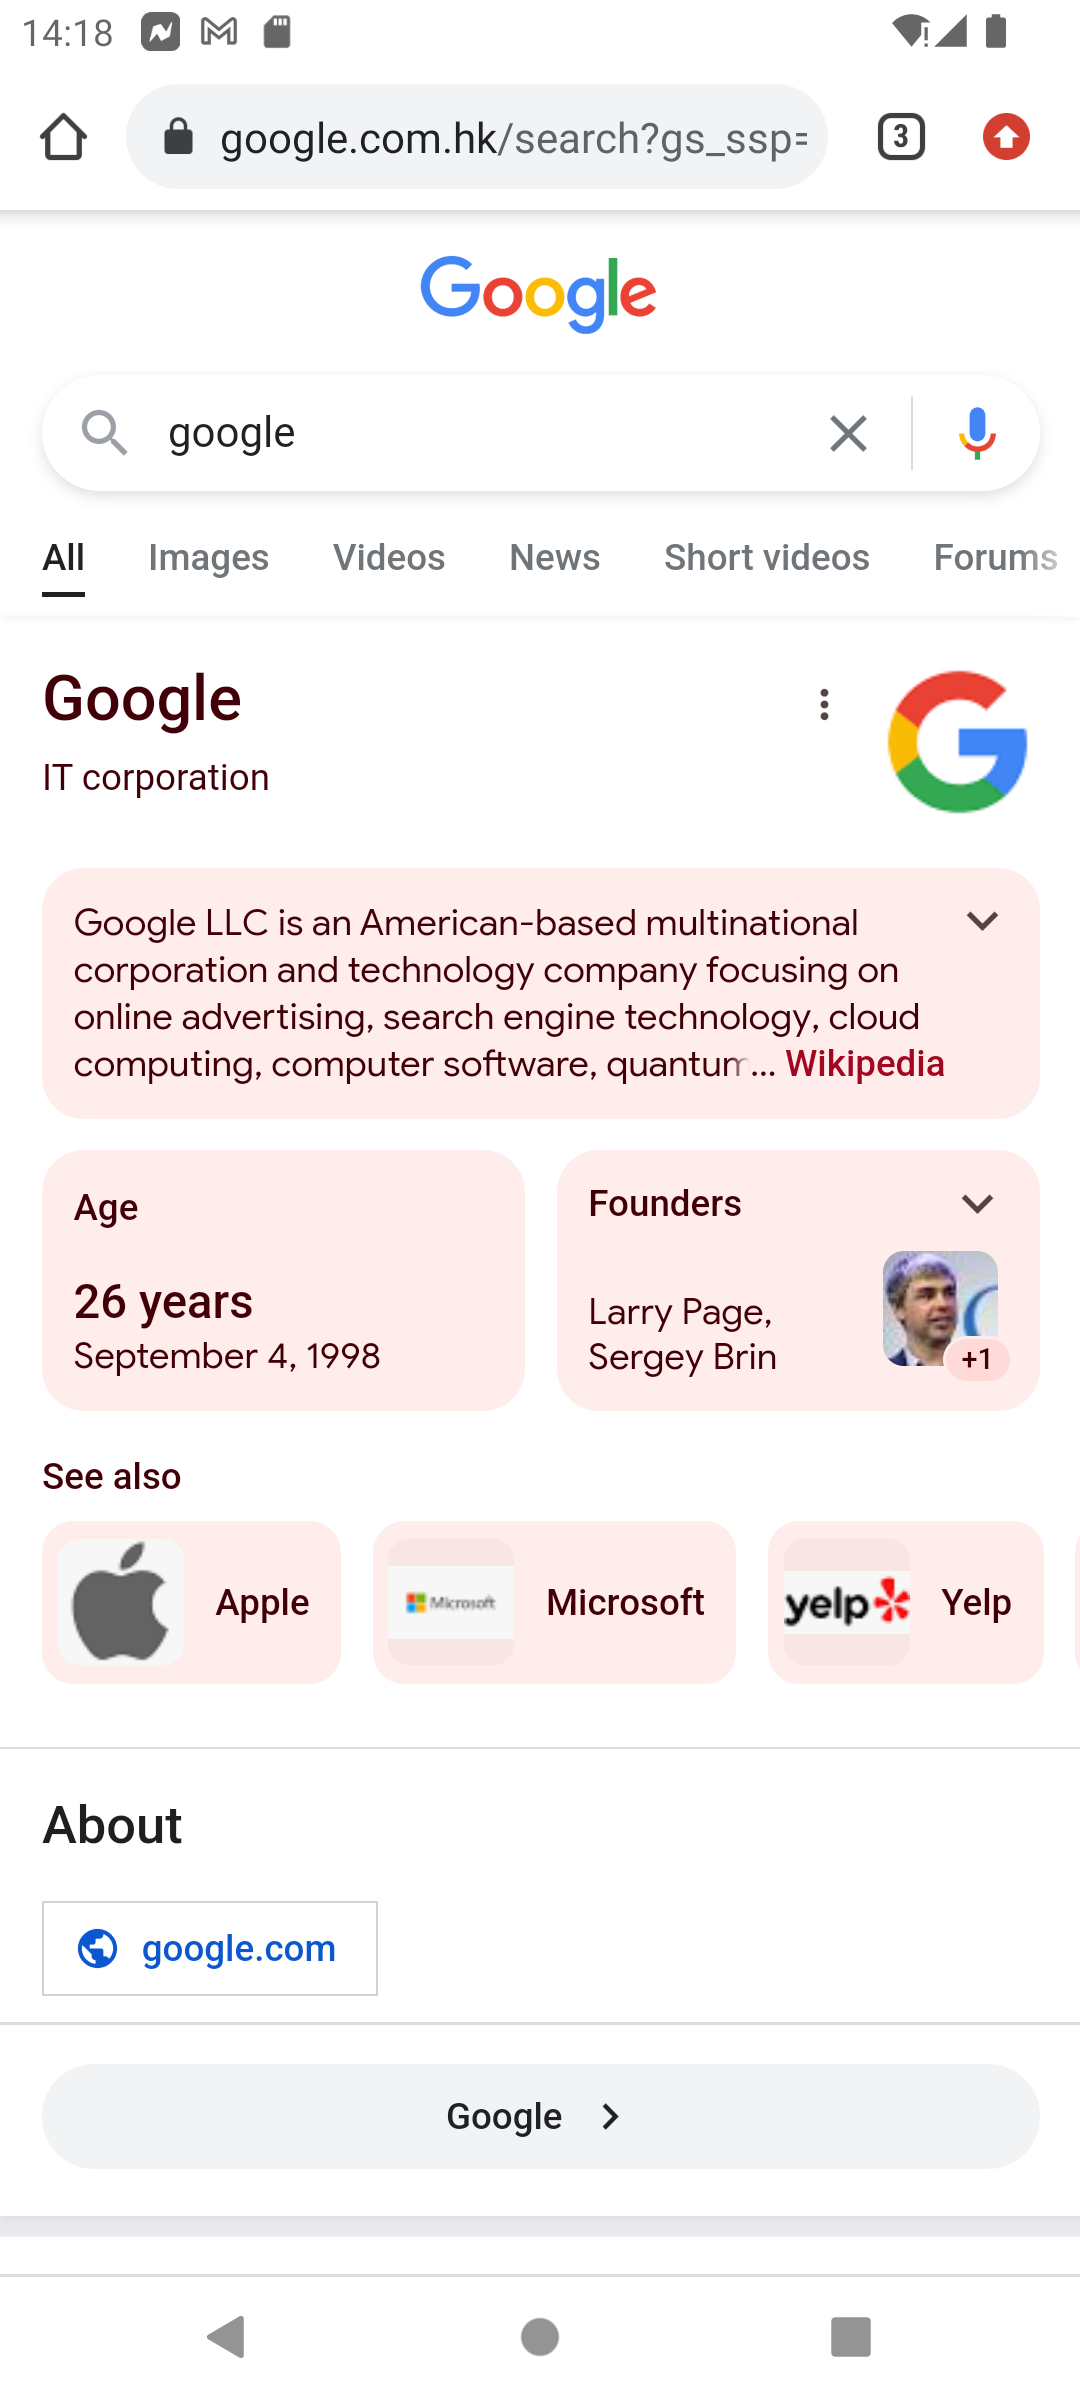 14:18
google.com.hk/search?gs_ssp=
3
Google
google
All Images Videos News Short videos Forums
Google
IT corporation
Google LLC is an American-based multinational
corporation and technology company focusing on
online advertising, search engine technology, cloud
computing, computer software, quantum... Wikipedia
Age
26 years
September 4, 1998
Founders
Larry Page,
Sergey Brin
+1
See also
Apple
Microsoft Microsoft
yelp Yelp
About
google.com
Google